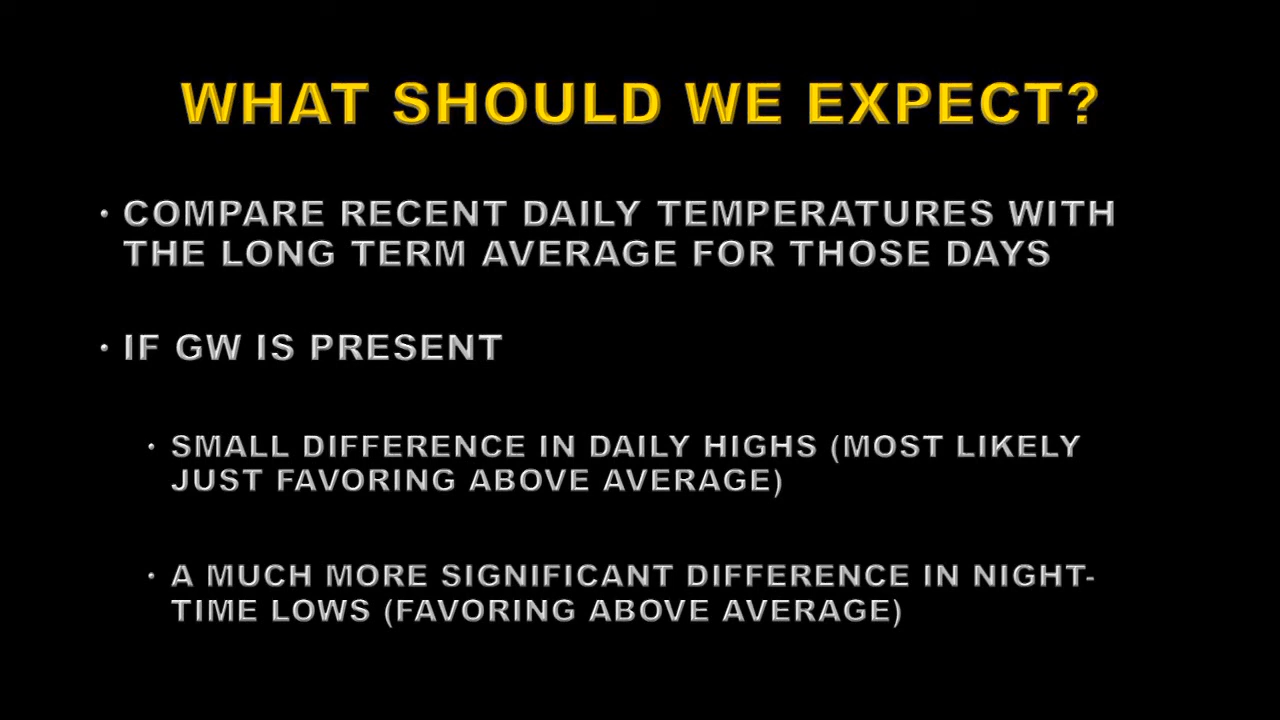 WHAT SHOULD WE EXPECT?
• COMPARE RECENT DAILY TEMPERATURES WITH
THE LONG TERM AVERAGE FOR THOSE DAYS
• IF GW IS PRESENT
• SMALL DIFFERENCE IN DAILY HIGHS (MOST LIKELY
JUST FAVORING ABOVE AVERAGE)
• A MUCH MORE SIGNIFICANT DIFFERENCE IN NIGHT-
TIME LOWS (FAVORING ABOVE AVERAGE)